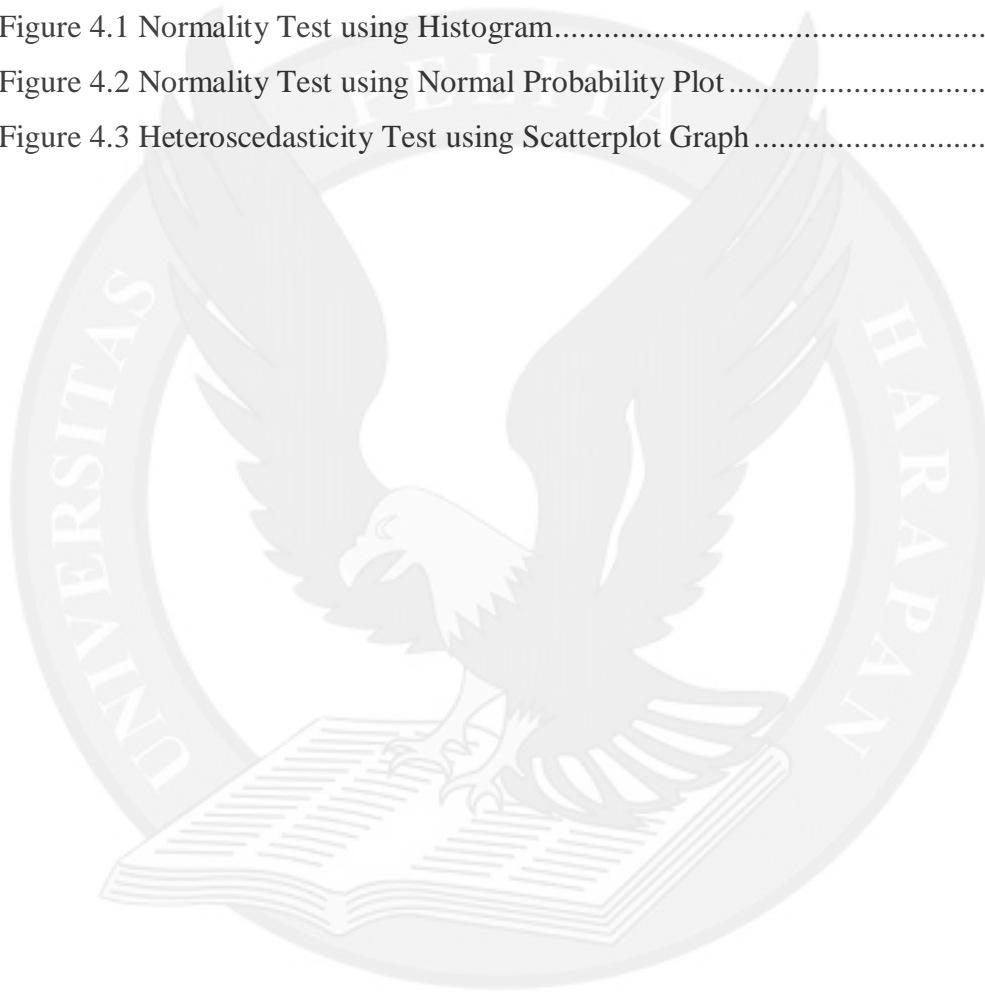 Figure 4.1 Normality Test using Histogram..........................................................
Figure 4.2 Normality Test using Normal Probability Plot..................................
Figure 4.3 Heteroscedasticity Test using Scatterplot Graph...............................
UNIVERSITAS PELITA HARAPAN